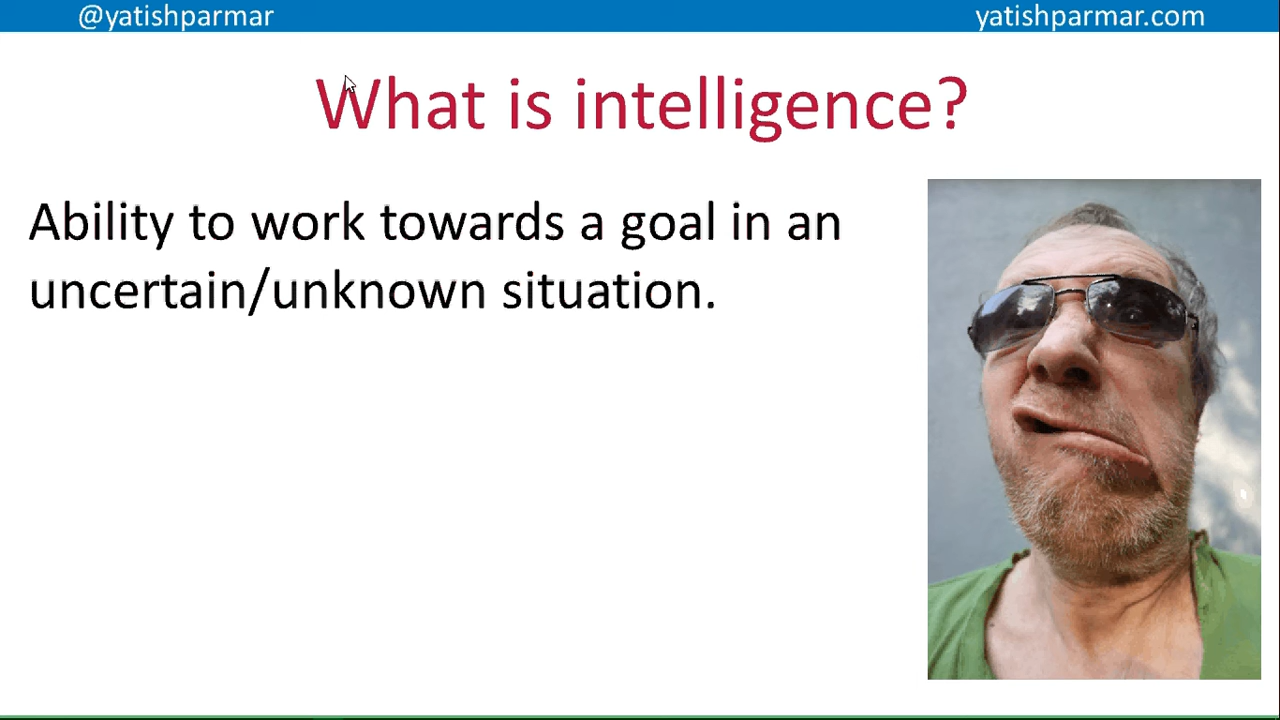 @yatishparmar
yatishparmar.com
What is intelligence?
Ability to work towards a goal in an
uncertain/unknown situation.